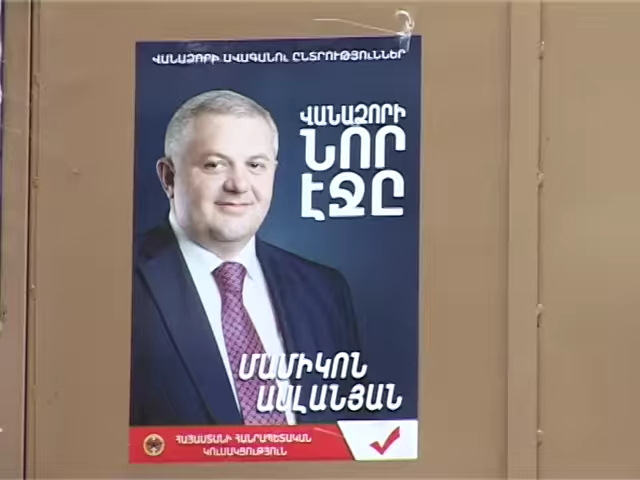 ՎԱՆԱՁՈՐԻ ԱՎԱԳԱՆՈՒ ԸՆՏՐՈՒԹՅՈՒՆՆԵՐ
ՎԱՆԱՁՈՐԻ
ՆՈՐ
ԷՋԸ
ՄԱՄԻԿՈՆ
ԱՍԼԱՆՅԱՆ
ՀԱՅԱՍՏԱՆԻ ՀԱՆՐԱՊԵՏԱԿԱՆ
ԿՈՒՍԱԿՑՈՒԹՅՈՒՆ